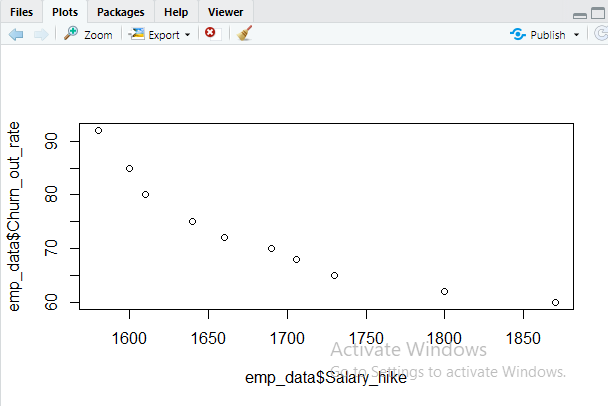 Files Plots Packages Help Viewer
Zoom Export Publish
emp_data$Churn_out_rate
90
80
70
60
1600 1650 1700 1750 1800 1850
Activate Windows
emp_data$Salary_hike
Go to Settings to activate Windows.